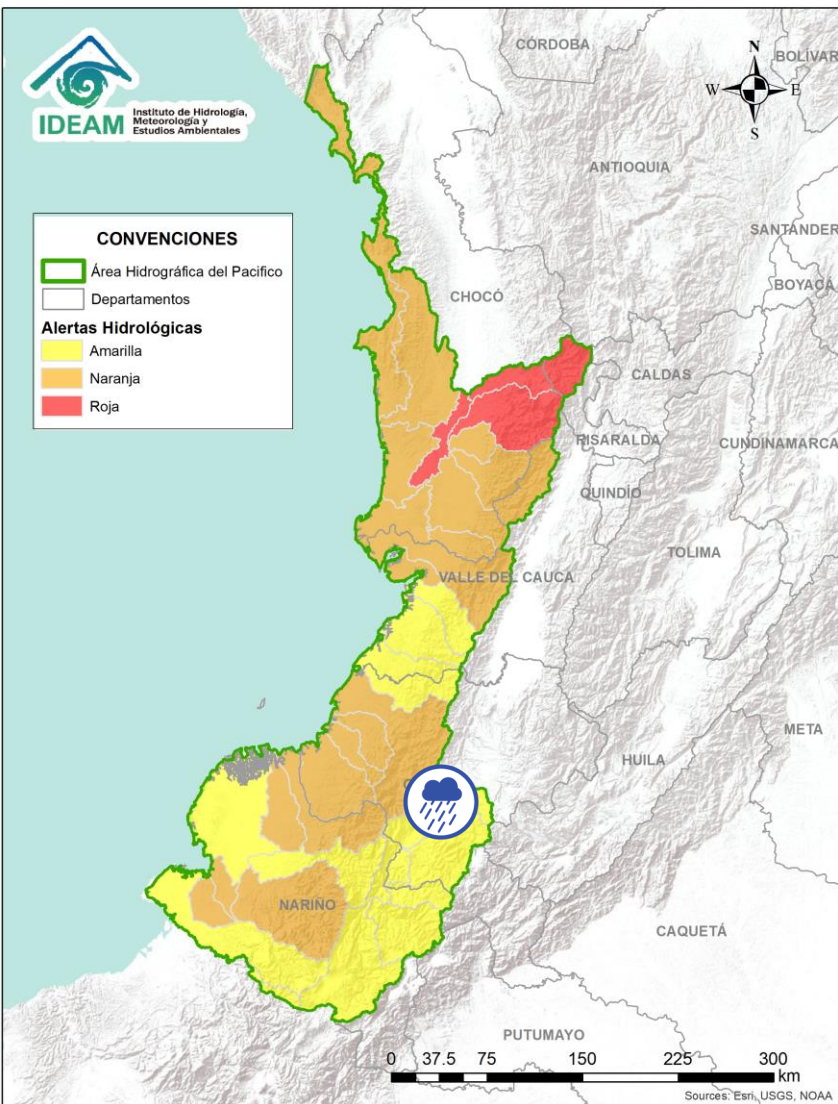 IDEAM
Instituto de Hidrología,
Meteorología y
Estudios Ambientales
CÓRDOBA
BOLÍVAR
N
W
E
S
ANTIOQUIA
SANTANDER
BOYACÁ
CHOCÓ
CALDAS
RISARALDA
CUNDINAMARCA
QUINDÍO
TOLIMA
VALLE DEL CAUCA
META
HUILA
NARIÑO
CAQUETÁ
PUTUMAYO
CONVENCIONES
Área Hidrográfica del Pacifico
Departamentos
Alertas Hidrológicas
Amarilla
Naranja
Roja
0 37.5 75 150 225 300
km
Sources: Esri, USGS, NOAA